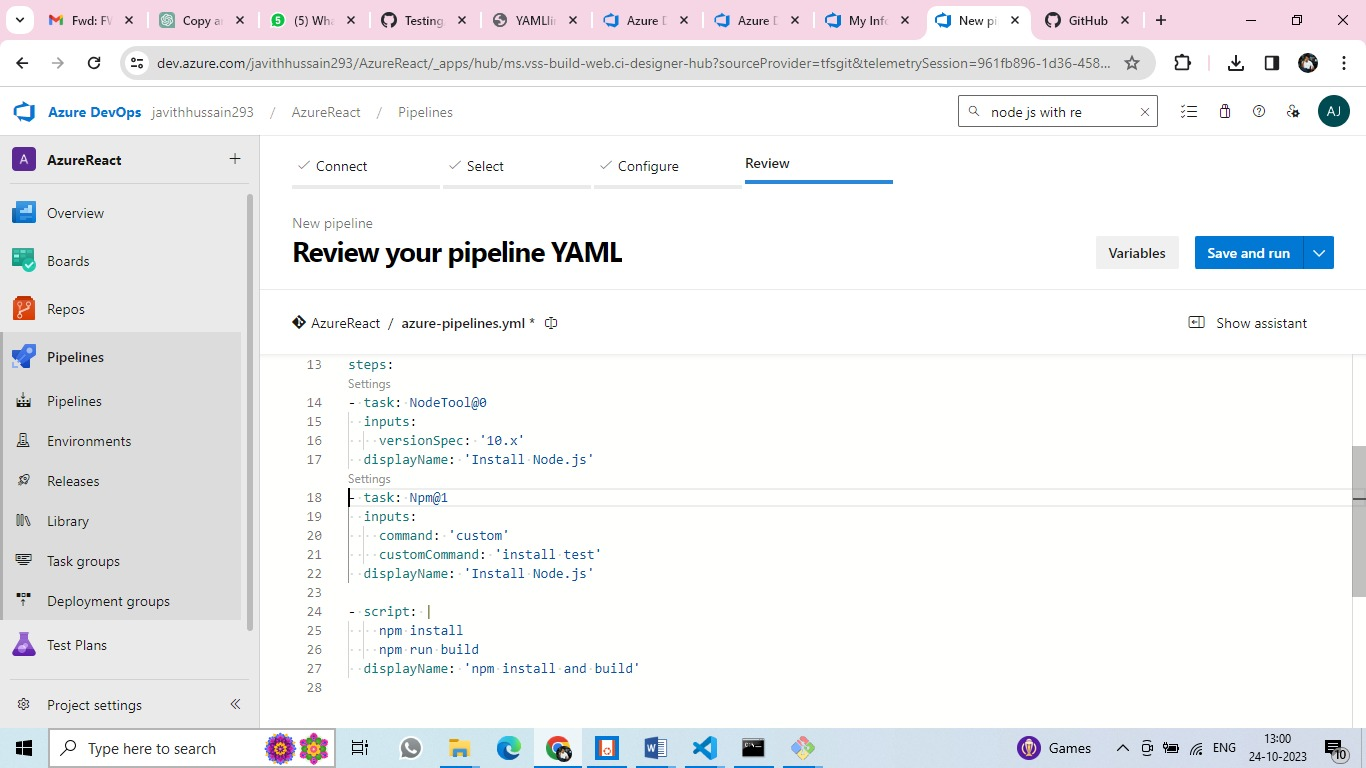 Fwd: FW
Copy an
5
(5) Wha
Testing
YAMLlin
Azure D
Azure D
My Info
New pi
GitHub
dev.azure.com/javithhussain293/AzureReact/_apps/hub/ms.vss-build-web.ci-designer-hub?sourceProvider=tfsgit&telemetrySession=961fb896-1d36-458...
Azure DevOps javithhussain293 / AzureReact / Pipelines
node js with re
AJ
A AzureReact
Overview
Boards
Repos
Pipelines
Pipelines
Environments
Releases
Library
Task groups
Deployment groups
Test Plans
Project settings
Connect
Select
Configure
Review
New pipeline
Review your pipeline YAML
Variables
Save and run
AzureReact / azure-pipelines.yml *
Show assistant
13 steps:
Settings
14 - task: NodeTool@0
15 inputs:
16 versionSpec: '10.x'
17 displayName: 'Install Node.js'
Settings
18 - task: Npm@1
19 inputs:
20 command: 'custom'
21 customCommand: 'install test'
22 displayName: 'Install Node.js'
23
24 - script: |
25 npm install
26 npm run build
27 displayName: 'npm install and build'
28
Type here to search
Games
ENG
13:00
24-10-2023
10